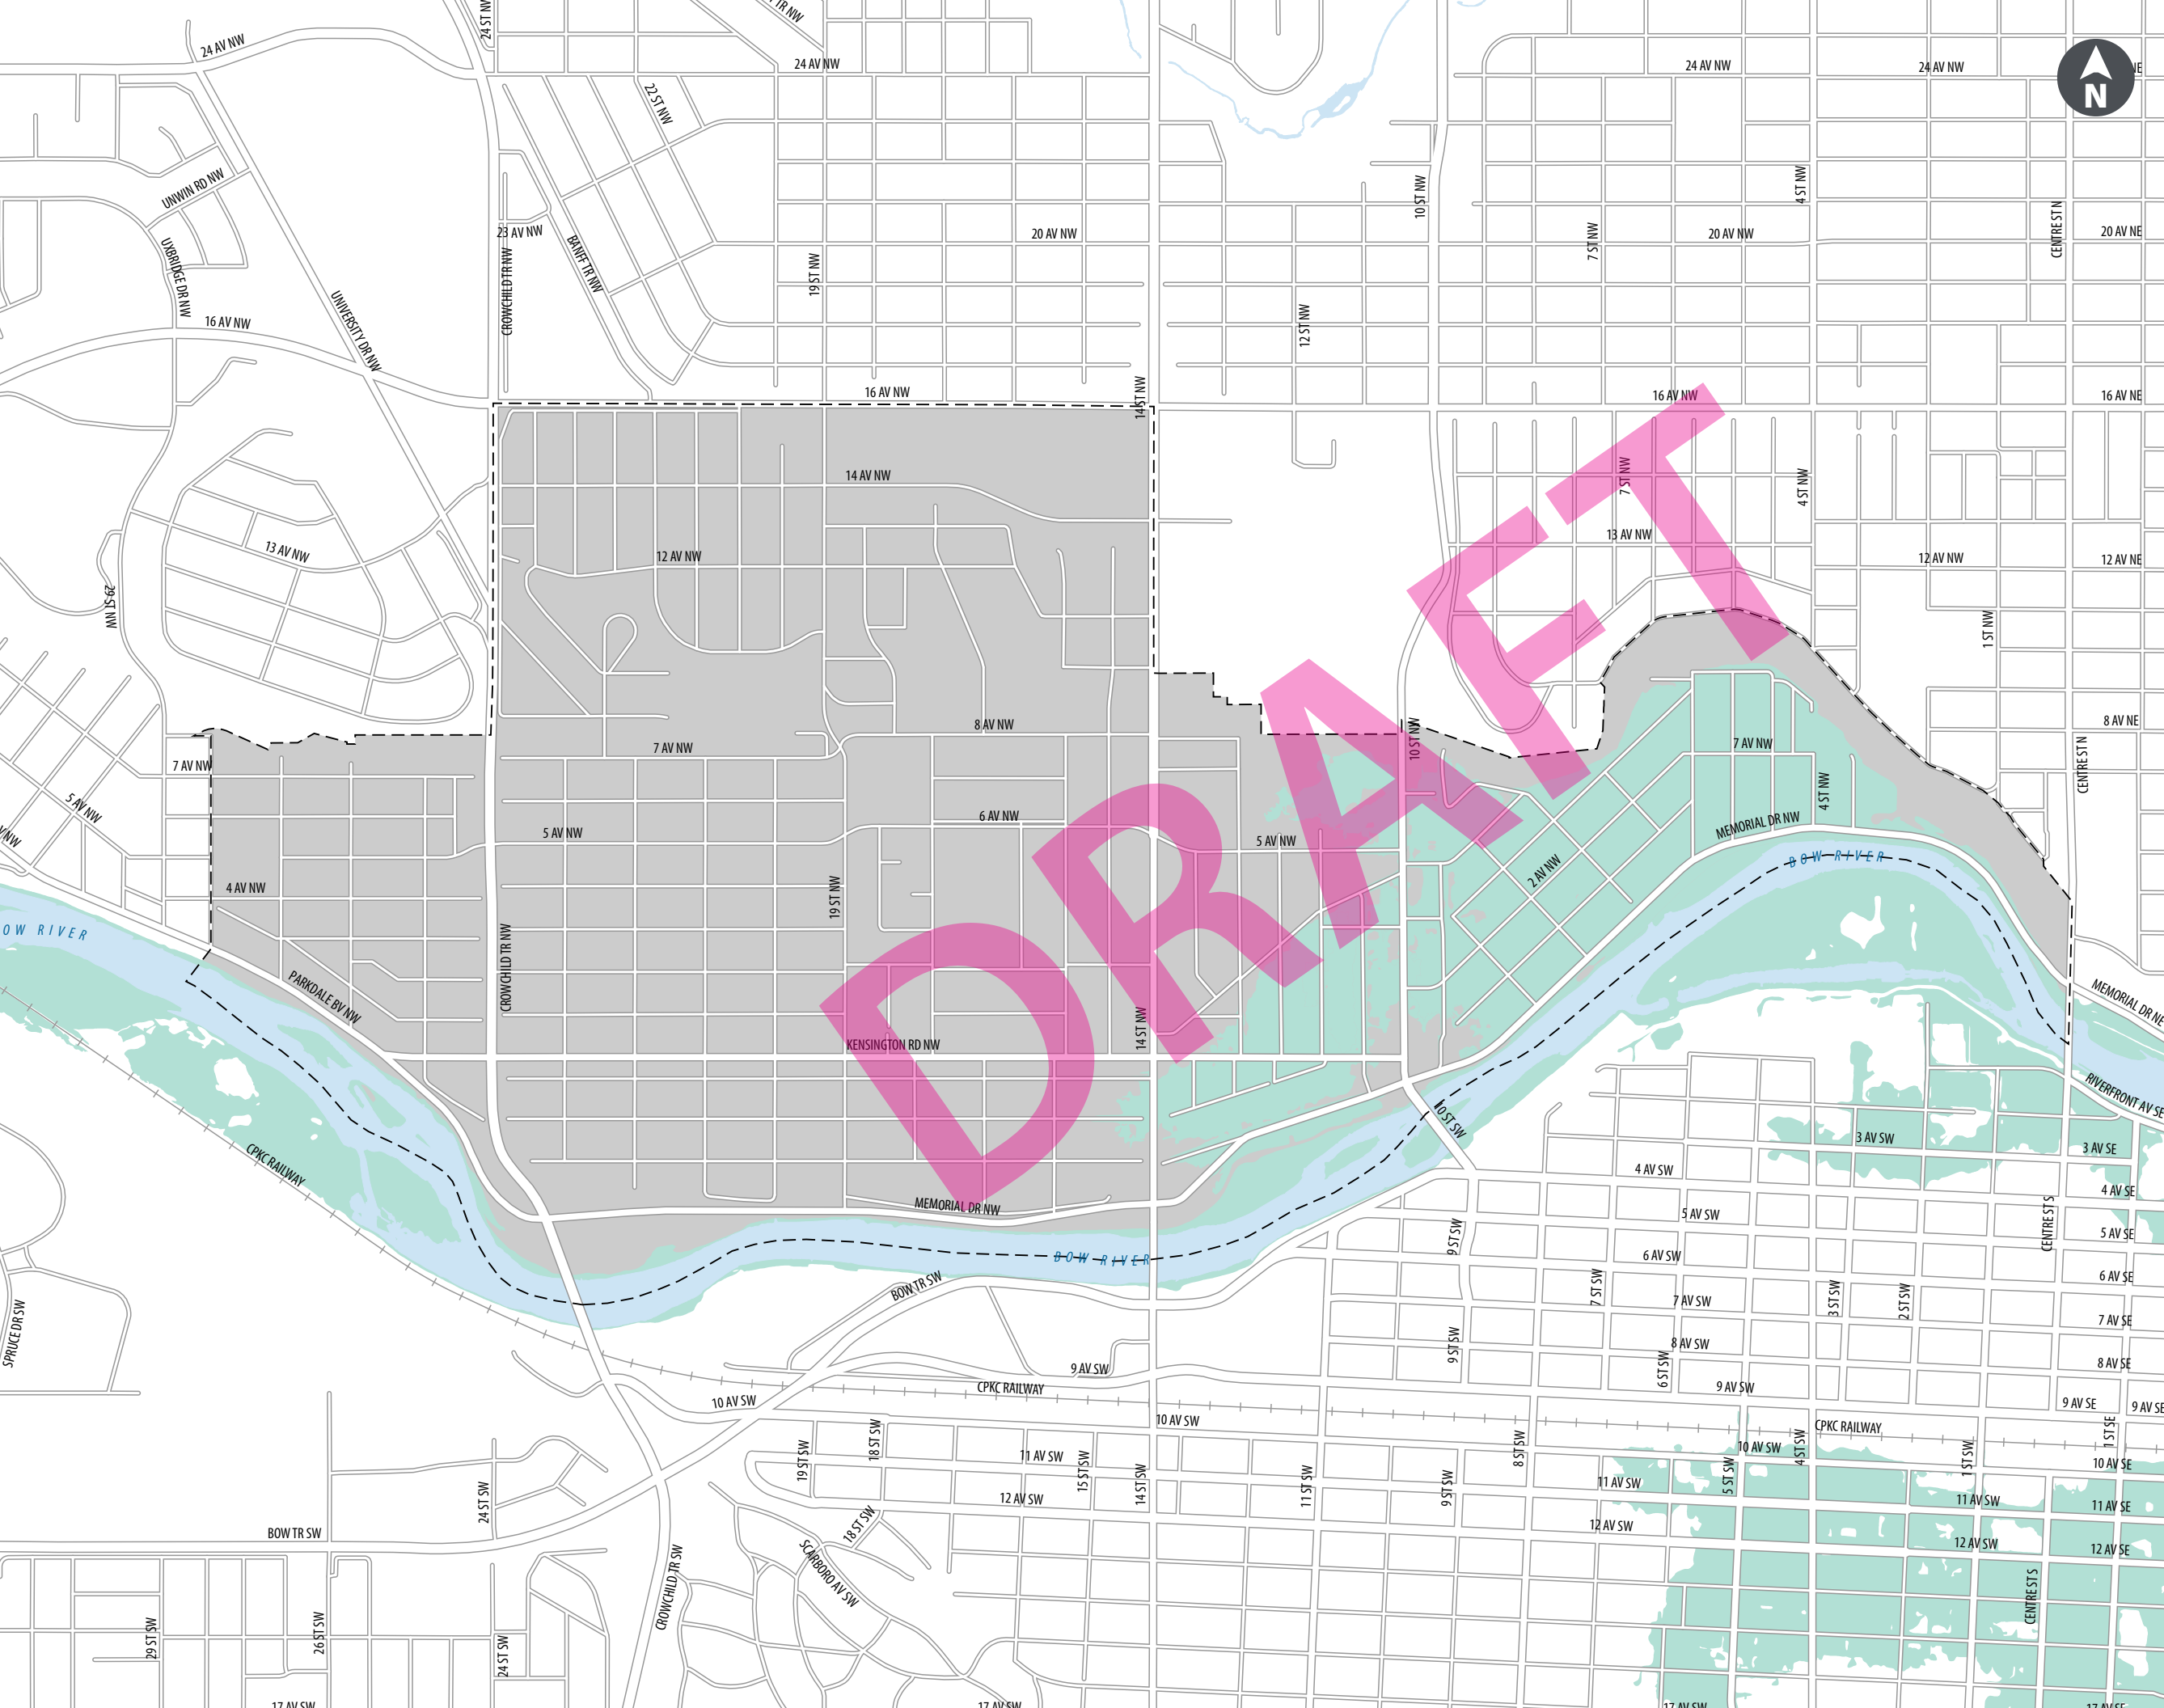 24 ST NW
TR NW
24 AV NW
24 AV NW
24 AV NW
24 AV NW
NE
N
22 ST NW
UNWIN RD NW
10 ST NW
4 ST NW
23 AV NW
20 AV NW
7 ST NW
20 AV NW
CENTRE ST N
20 AV NE
UXBRIDGE DR NW
BANFF TR NW
19 ST NW
CROWCHILD TR NW
UNIVERSITY DR NW
16 AV NW
12 ST NW
16 AV NW
14 ST NW
16 AV NW
16 AV NE
14 AV NW
7 ST NW
4 ST NW
13 AV NW
13 AV NW
12 AV NW
12 AV NW
12 AV NE
29 ST NW
1 ST NW
8 AV NW
8 AV NE
7 AV NW
10 ST NW
7 AV NW
7 AV NW
CENTRE ST N
5 AV NW
4 ST NW
6 AV NW
MEMORIAL DR NW
5 AV NW
5 AV NW
BOW RIVER
V NW
2 AV NW
4 AV NW
19 ST NW
OW RIVER
CROWCHILD TR NW
PARKDALE BV NW
DRAFT
14 ST NW
KENSINGTON RD NW
MEMORIAL DR NE
RIVERFRONT AV SE
10 ST SW
CPKC RAILWAY
3 AV SW
3 AV SE
4 AV SW
4 AV SE
MEMORIAL DR NW
5 AV SW
9 ST SW
CENTRE ST S
5 AV SE
BOW RIVER
6 AV SW
6 AV SE
BOW TR SW
7 ST SW
7 AV SW
3 ST SW
2 ST SW
7 AV SE
SPRUCE DR SW
9 ST SW
8 AV SW
8 AV SE
9 AV SW
6 ST SW
CPKC RAILWAY
9 AV SW
10 AV SW
9 AV SE
9 AV SE
10 AV SW
CPKC RAILWAY
1 ST SE
18 ST SW
8 ST SW
10 AV SW
4 ST SW
19 ST SW
11 AV SW
15 ST SW
14 ST SW
11 ST SW
9 ST SW
11 AV SW
5 ST SW
1 ST SW
10 AV SE
24 ST SW
12 AV SW
11 AV SW
11 AV SE
BOW TR SW
18 ST SW
12 AV SW
12 AV SW
12 AV SE
SCARBORO AV SW
CROWCHILD TR SW
CENTRE ST S
29 ST SW
26 ST SW
24 ST SW
17 AV SW
17 AV SW
17 AV SW
17 AV SE